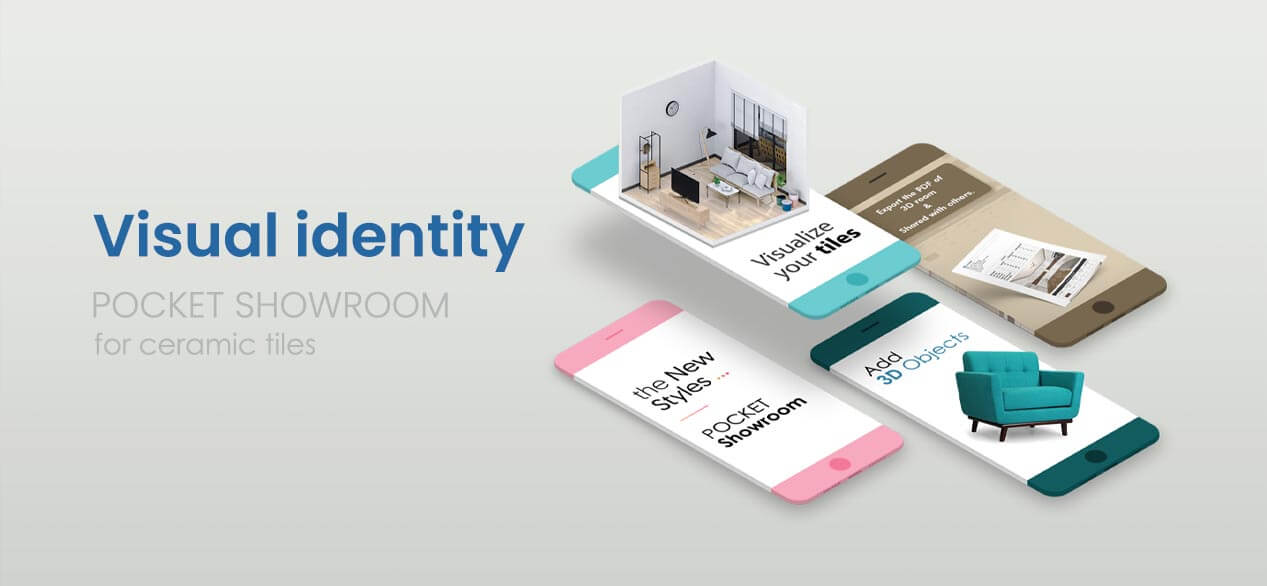 Visual identity
POCKET SHOWROOM
for ceramic tiles
Visualize
your tiles
Export the PDF of
3D room
&
Shared with others.
the New
Styles ...
POCKET
Showroom
Add
3D Objects